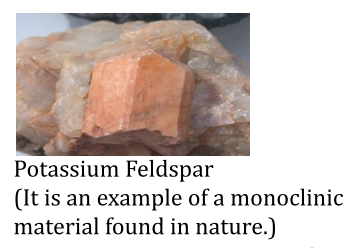 Potassium Feldspar
(It is an example of a monoclinic
material found in nature.)